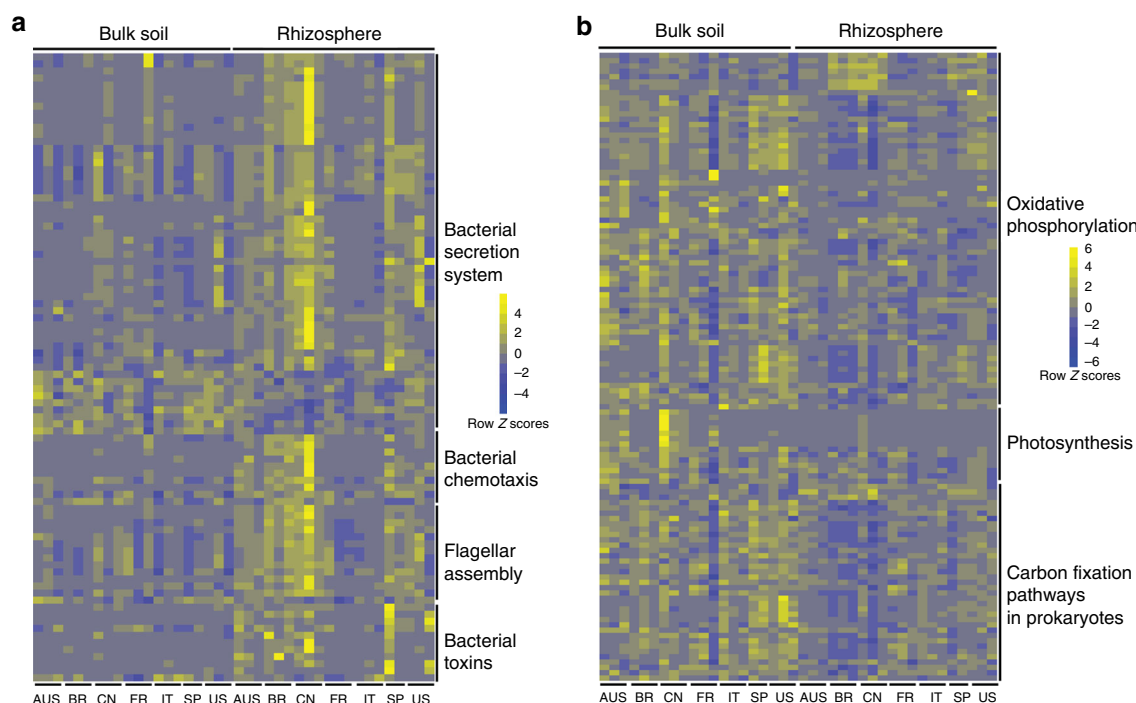 a
Bulk soil Rhizosphere
Bacterial
secretion
system
4
2
0
−2
−4
Row Z scores
Bacterial
chemotaxis
Flagellar
assembly
Bacterial
toxins
AUS BR CN FR IT SP US AUS BR CN FR IT SP US
b
Bulk soil Rhizosphere
Oxidative
phosphorylation
6
4
2
0
−2
−4
−6
Row Z scores
Photosynthesis
Carbon fixation
pathways
in prokaryotes
AUS BR CN FR IT SP US AUS BR CN FR IT SP US